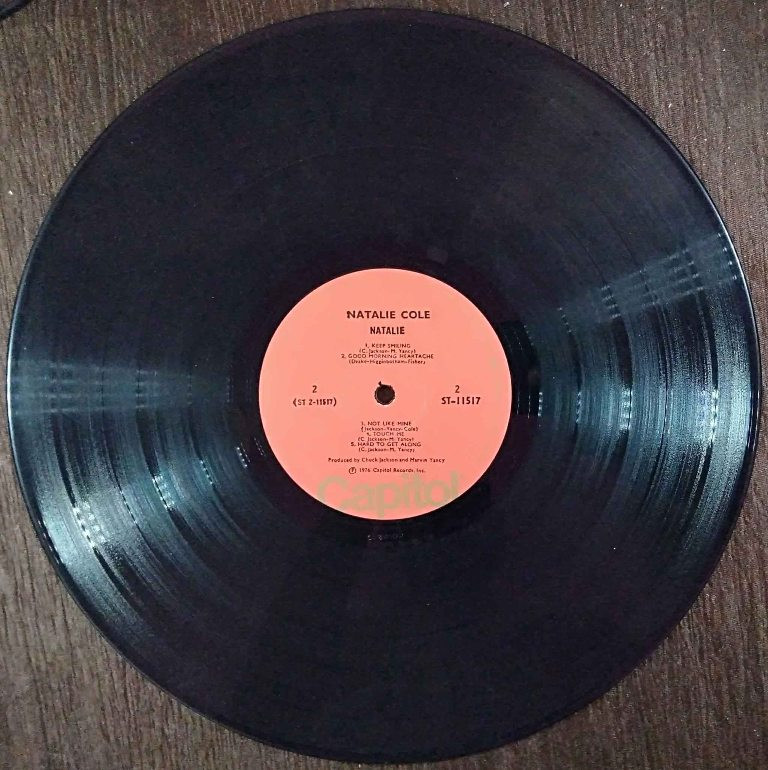 NATALIE COLE
NATALIE
1. KEEP SMILING
(C. Jackson-M. Yancy)
2. GOOD MORNING HEARTACHE
(Drake-Higginbotham-Fisher)
2
(ST 2-11517)
2
ST-11517
3. NOT LIKE MINE
(Jackson-Yancy-Cole)
4. TOUCH ME
(C. Jackson-M. Yancy)
5. HARD TO GET ALONG
(C. Jackson-M. Yancy)
Produced by Chuck Jackson and Marvin Yancy
℗ 1976 Capitol Records, Inc.
Capitol